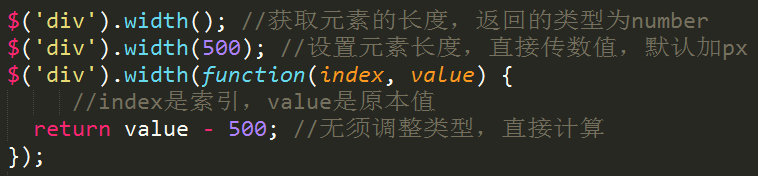 $('div').width(); //获取元素的长度，返回的类型为number
$('div').width(500); //设置元素长度，直接传数值，默认加px
$('div').width(function(index, value) {
//index是索引，value是原本值
return value - 500; //无须调整类型，直接计算
});